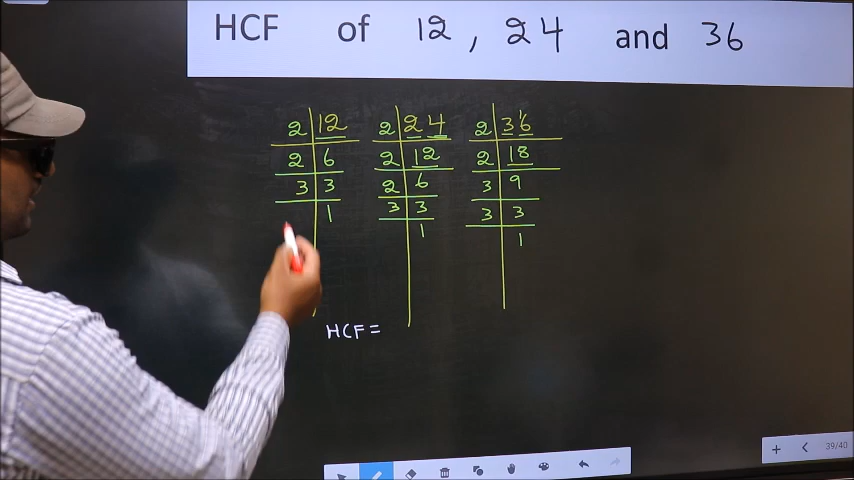 HCF of 12 , 24 and 36
2 12 2 24 2 36
2 6 2 12 2 18
3 3 2 6 3 9
1 3 3 3 3
1 1
HCF =
39/40